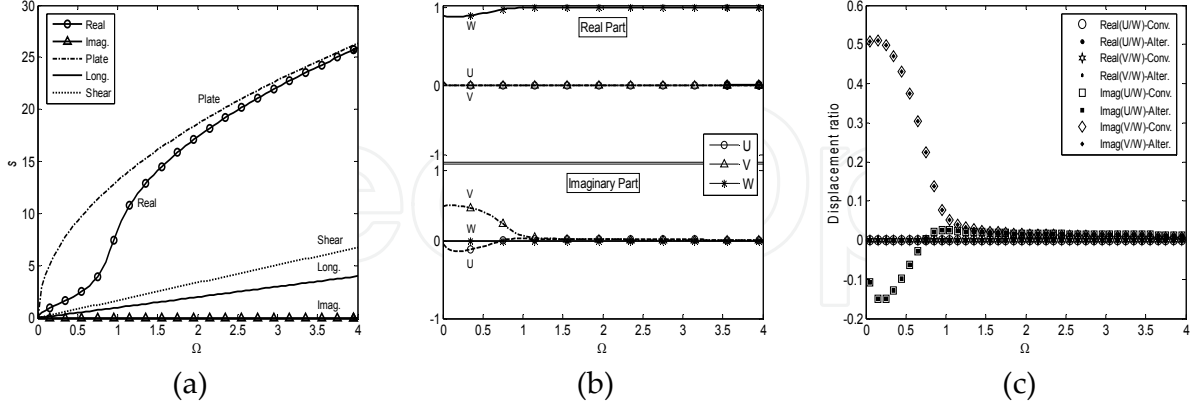 30
25
20
15
10
5
0
s
0 0.5 1 1.5 2 2.5 3 3.5 4
Ω
Real
Imag.
Plate
Long.
Shear
Plate
Real
Shear
Long.
Imag.
(a)
1
0
-1
1
0
-1
0 0.5 1 1.5 2 2.5 3 3.5 4
Ω
W
Real Part
U
V
U
V
W
Imaginary Part
V
W
U
(b)
0.6
0.5
0.4
0.3
0.2
0.1
0
-0.1
-0.2
Displacement ratio
0 0.5 1 1.5 2 2.5 3 3.5 4
Ω
Real(U/W)-Conv.
Real(U/W)-Alter.
Real(V/W)-Conv.
Real(V/W)-Alter.
Imag(U/W)-Conv.
Imag(U/W)-Alter.
Imag(V/W)-Conv.
Imag(V/W)-Alter.
(c)